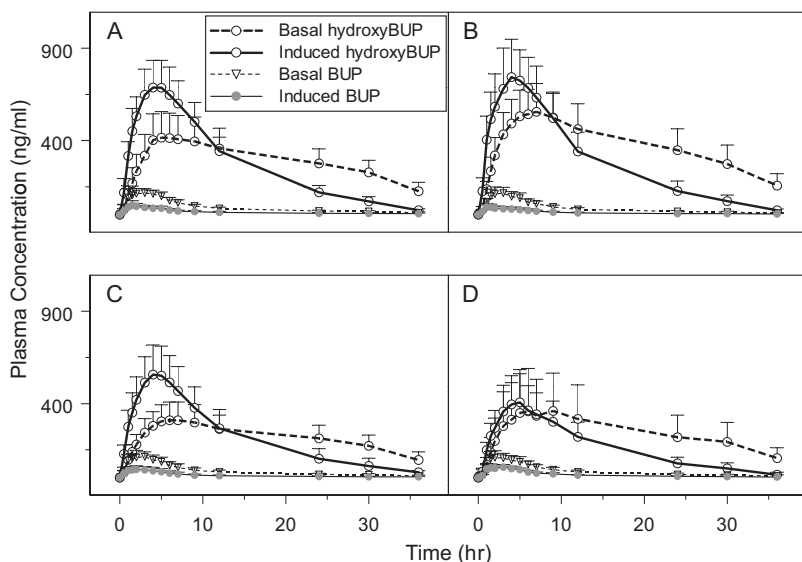 A
B
Basal hydroxyBUP
Induced hydroxyBUP
Basal BUP
Induced BUP
900
400
Plasma Concentration (ng/ml)
C
D
900
400
0 10 20 30 0 10 20 30
Time (hr)